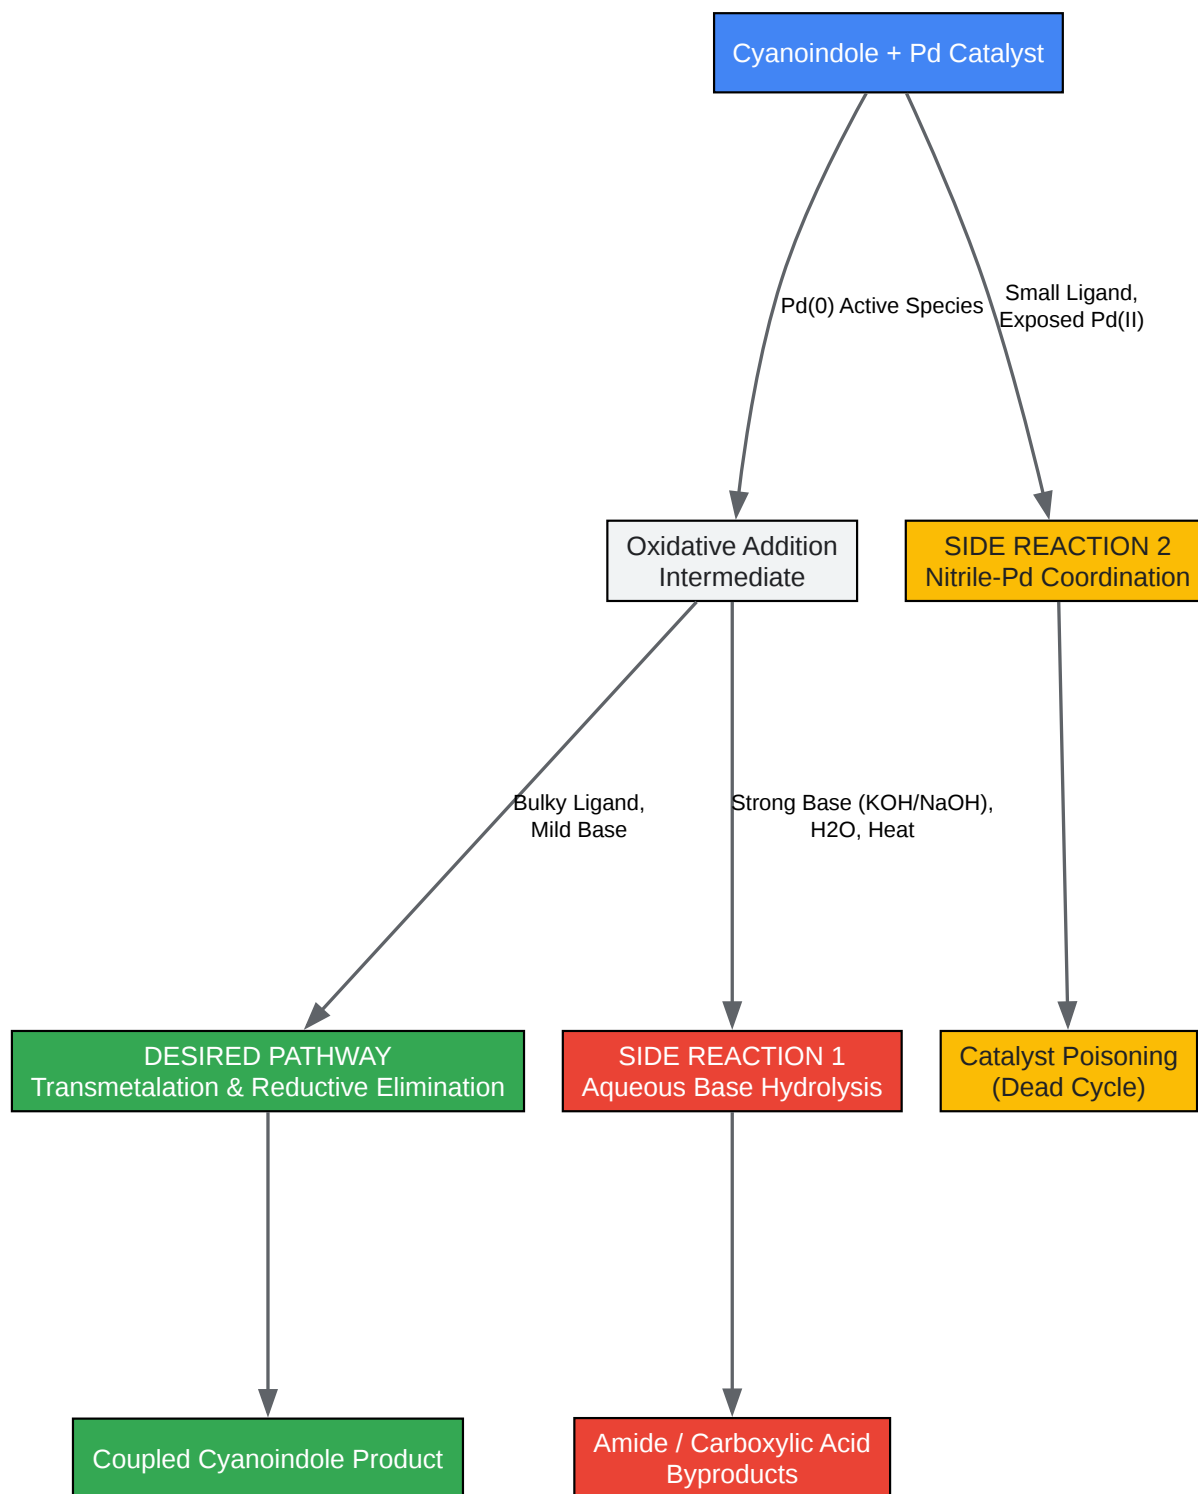 Cyanoindole + Pd Catalyst
Pd(0) Active Species
Small Ligand,
Exposed Pd(II)
Oxidative Addition
Intermediate
SIDE REACTION 2
Nitrile-Pd Coordination
Bulky Ligand,
Mild Base
Strong Base (KOH/NaOH),
H2O, Heat
DESIRED PATHWAY
Transmetalation & Reductive Elimination
SIDE REACTION 1
Aqueous Base Hydrolysis
Catalyst Poisoning
(Dead Cycle)
Coupled Cyanoindole Product
Amide / Carboxylic Acid
Byproducts